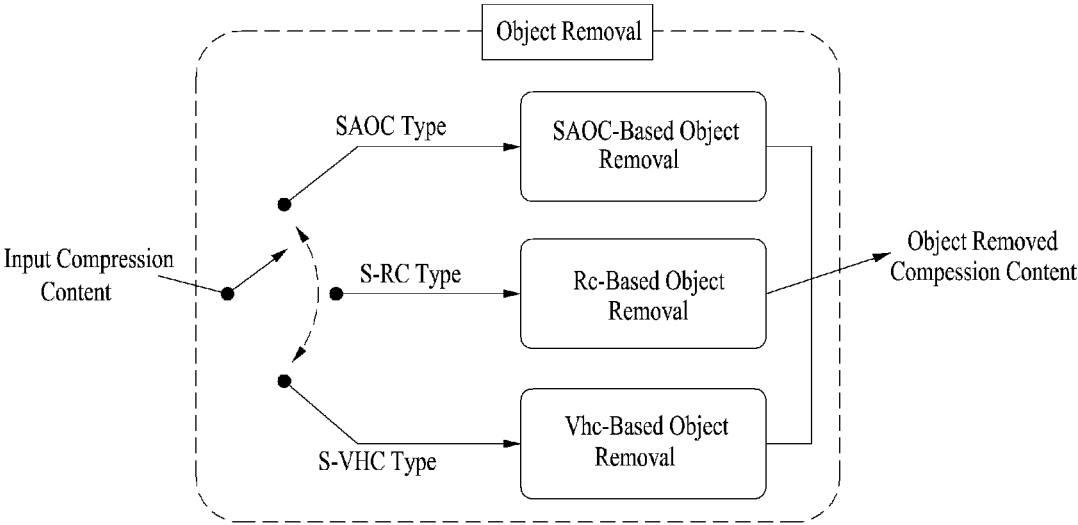 Object Removal
SAOC Type
SAOC-Based Object
Removal
Input Compression
Content
S-RC Type
Rc-Based Object
Removal
Object Removed
Compession Content
S-VHC Type
Vhc-Based Object
Removal